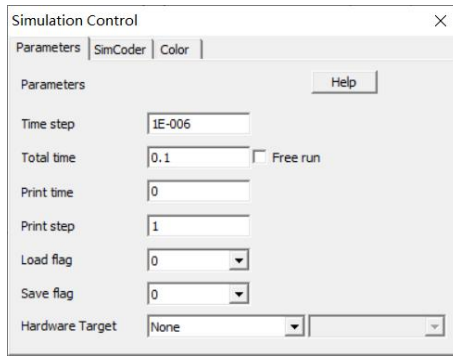 Simulation Control
Parameters SimCoder Color
Parameters Help
Time step 1E-006
Total time 0.1 Free run
Print time 0
Print step 1
Load flag 0
Save flag 0
Hardware Target None